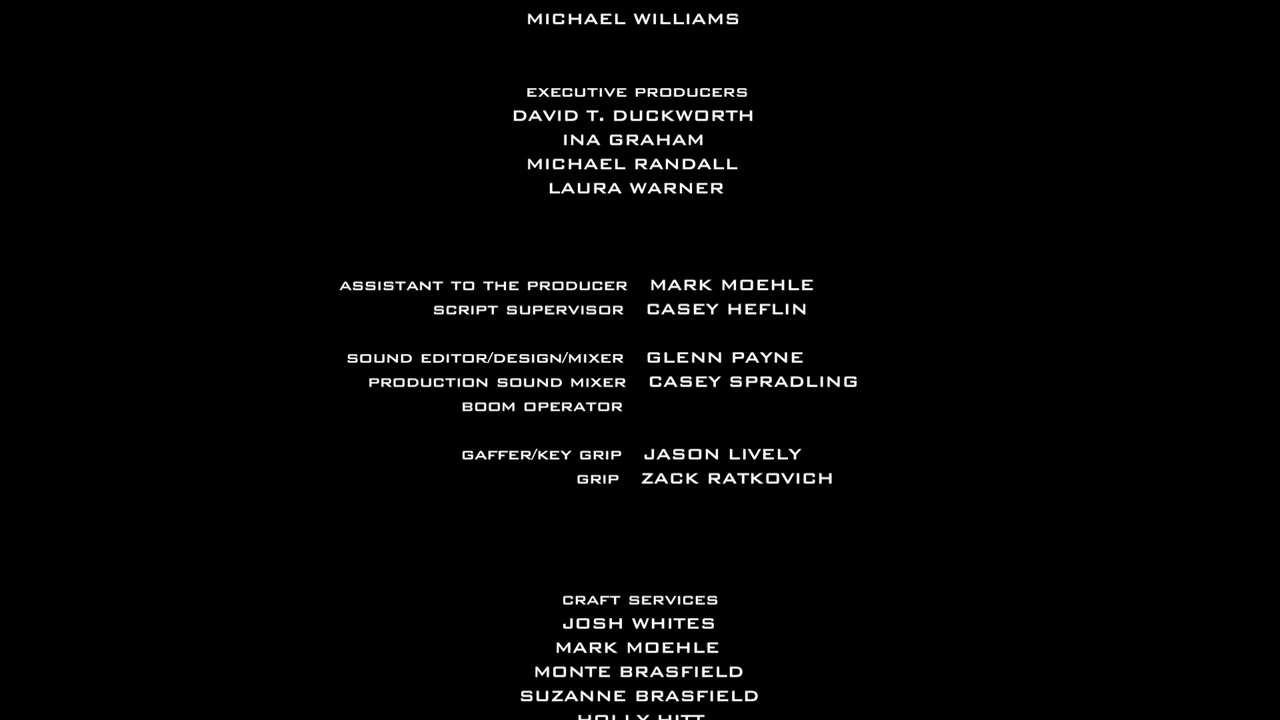 MICHAEL WILLIAMS
EXECUTIVE PRODUCERS
DAVID T. DUCKWORTH
INA GRAHAM
MICHAEL RANDALL
LAURA WARNER
ASSISTANT TO THE PRODUCER MARK MOEHLE
SCRIPT SUPERVISOR CASEY HEFLIN
SOUND EDITOR/DESIGN/MIXER GLENN PAYNE
PRODUCTION SOUND MIXER CASEY SPRADLING
BOOM OPERATOR
GAFFER/KEY GRIP JASON LIVELY
GRIP ZACK RATKOVICH
CRAFT SERVICES
JOSH WHITES
MARK MOEHLE
MONTE BRASFIELD
SUZANNE BRASFIELD
HOLLY HITT